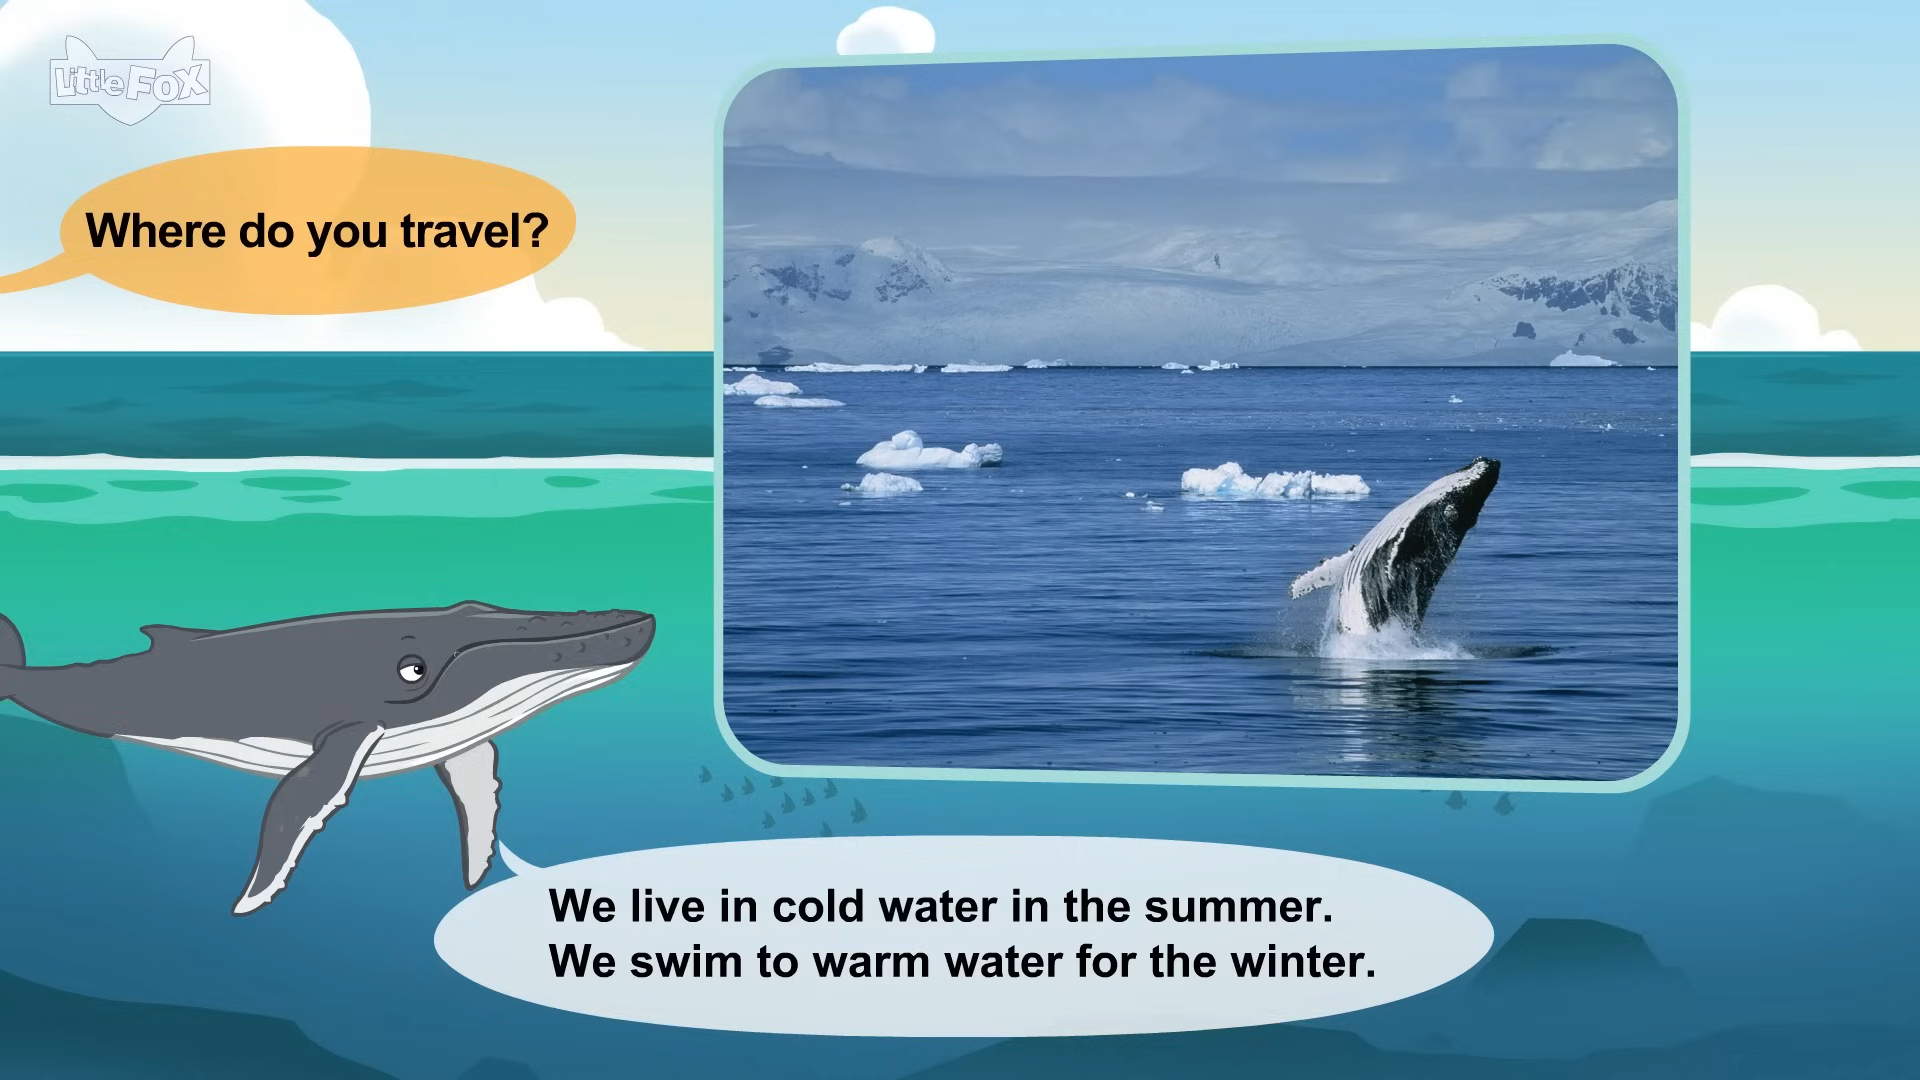 Little Fox
Where do you travel?
We live in cold water in the summer.
We swim to warm water for the winter.